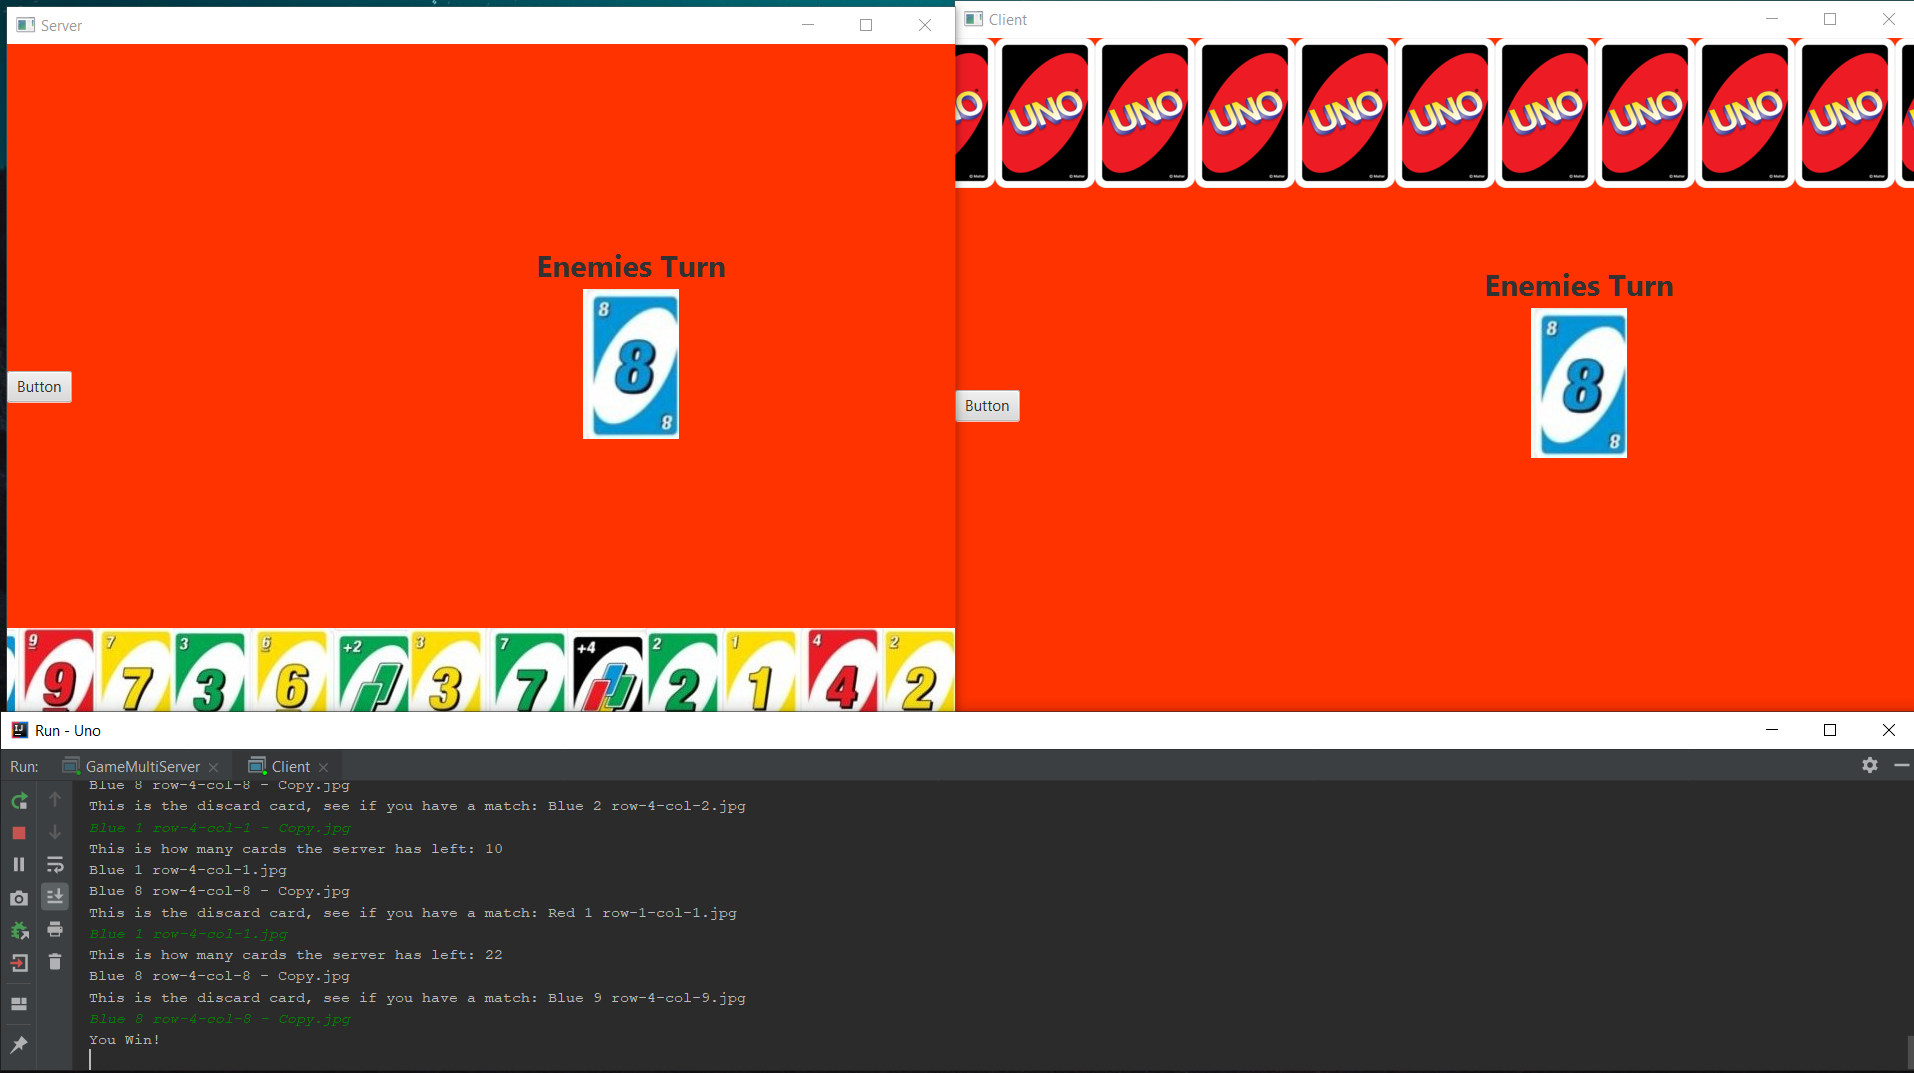 Server
Client
UNO UNO UNO UNO UNO UNO UNO UNO UNO
Enemies Turn
8
8
8
Button
Enemies Turn
8
8
8
Button
9 7 3 6 +2 3 7 +4 2 1 4 2
9 7 3 6 3 7 2 1 4 2
Run - Uno
Run: GameMultiServer Client
Blue 8 row-4-col-8 - Copy.jpg
This is the discard card, see if you have a match: Blue 2 row-4-col-2.jpg
Blue 1 row-4-col-1 - Copy.jpg
This is how many cards the server has left: 10
Blue 1 row-4-col-1.jpg
Blue 8 row-4-col-8 - Copy.jpg
This is the discard card, see if you have a match: Red 1 row-1-col-1.jpg
Blue 1 row-4-col-1.jpg
This is how many cards the server has left: 22
Blue 8 row-4-col-8 - Copy.jpg
This is the discard card, see if you have a match: Blue 9 row-4-col-9.jpg
Blue 8 row-4-col-8 - Copy.jpg
You Win!